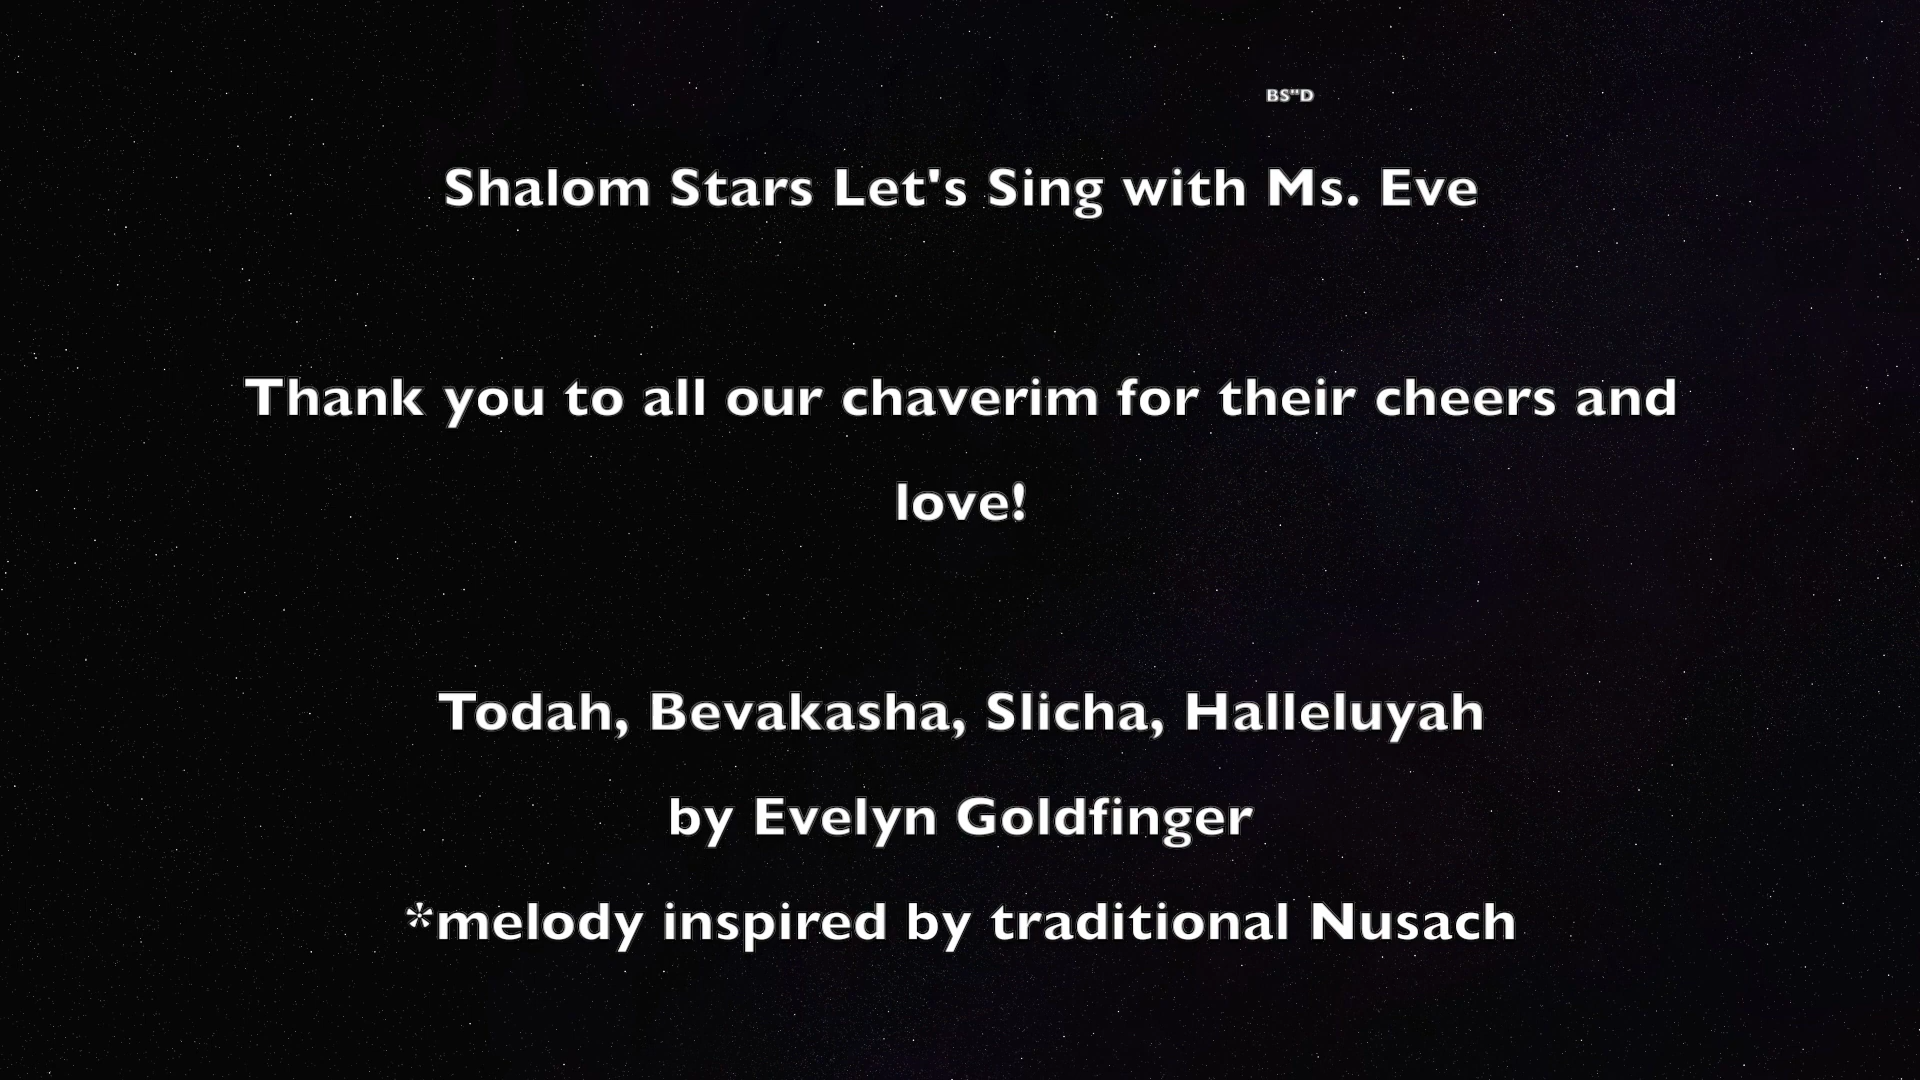 BS"D
Shalom Stars Let's Sing with Ms. Eve
Thank you to all our chaverim for their cheers and
love!
Todah, Bevakasha, Slicha, Halleluyah
by Evelyn Goldfinger
*melody inspired by traditional Nusach